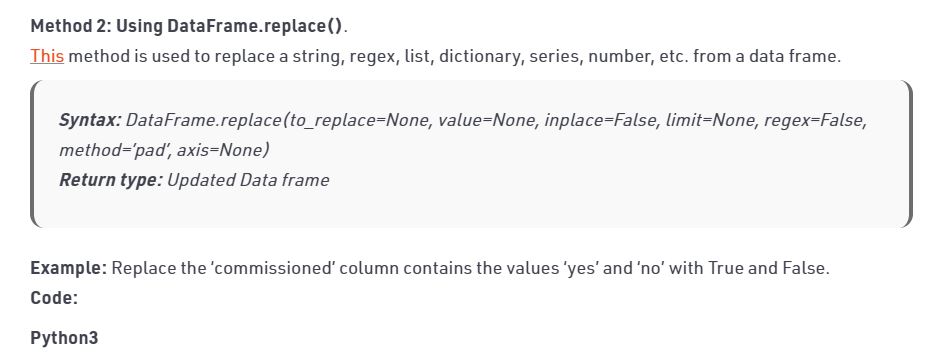 Method 2: Using DataFrame.replace().
This method is used to replace a string, regex, list, dictionary, series, number, etc. from a data frame.
Syntax: DataFrame.replace(to_replace=None, value=None, inplace=False, limit=None, regex=False,
method=’pad’, axis=None)
Return type: Updated Data frame
Example: Replace the ‘commissioned’ column contains the values ‘yes’ and ‘no’ with True and False.
Code:
Python3